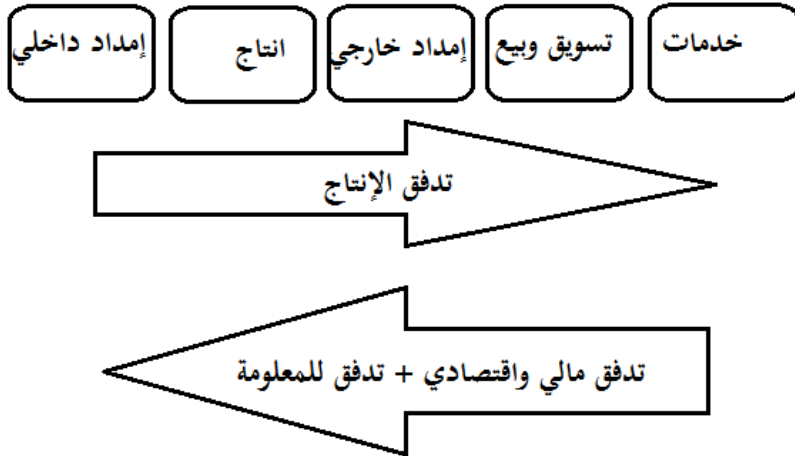 خدمات
تسويق وبيع
إمداد خارجي
انتاج
إمداد داخلي
تدفق الإنتاج
تدفق مالي واقتصادي + تدفق للمعلومة